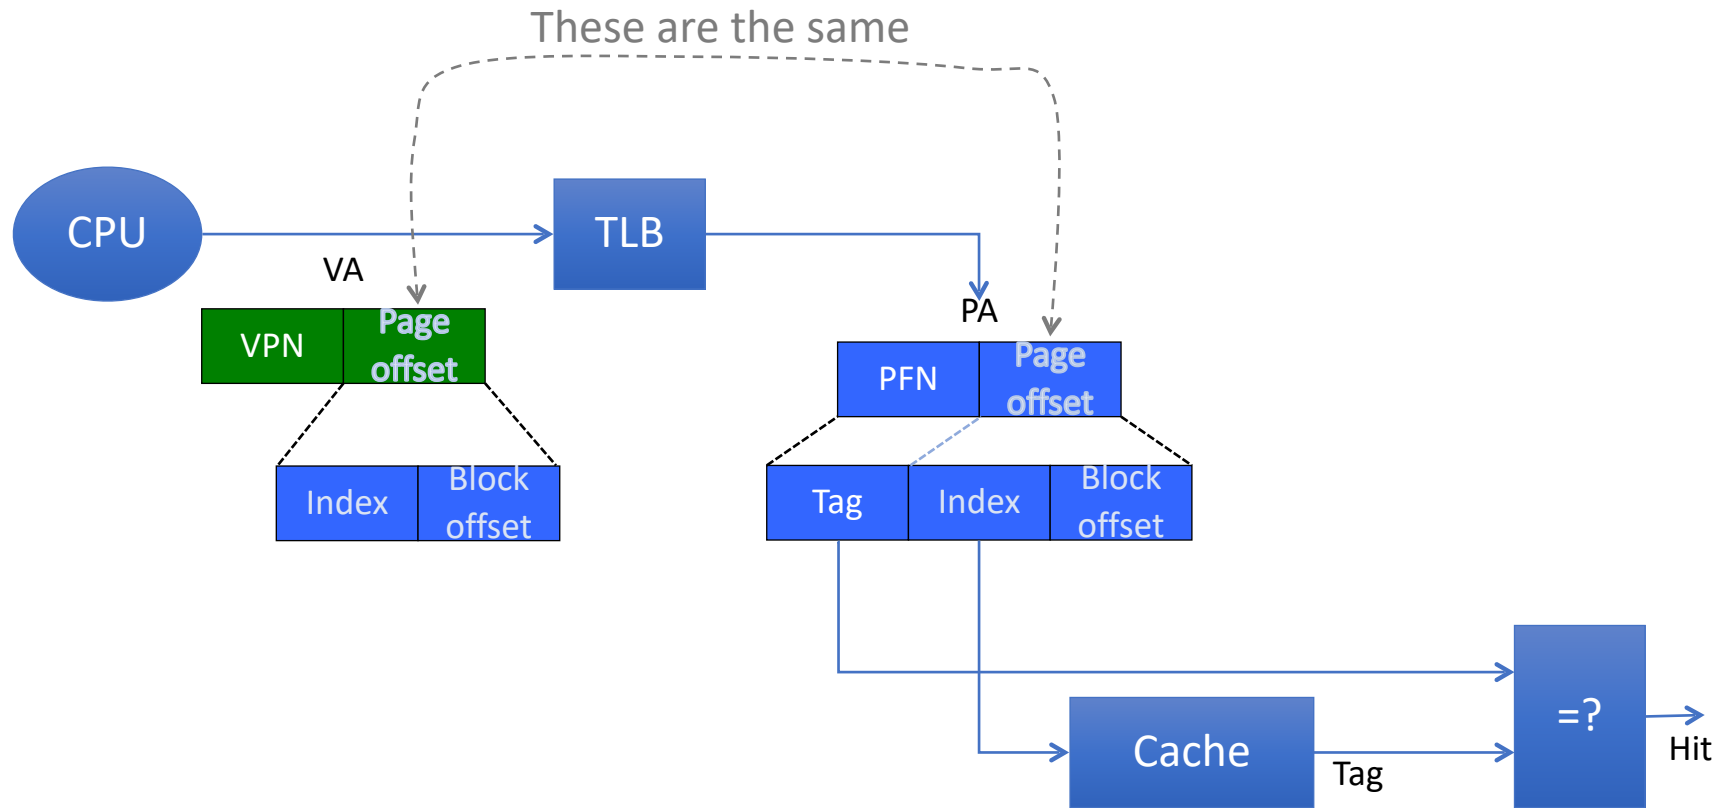 These are the same
CPU
TLB
VA
PA
VPN
Page
offset
PFN
Page
offset
Index
Block
offset
Tag
Index
Block
offset
=?
Cache
Tag
Hit